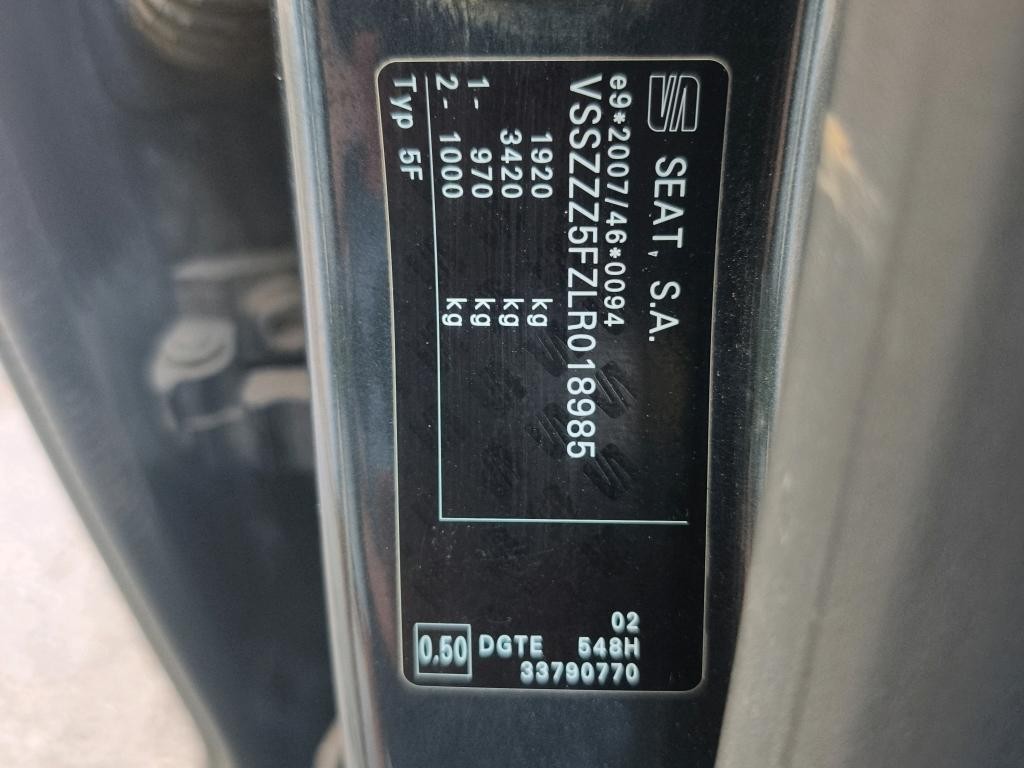 SEAT, S.A.
e9*2007/46*0094
VSSZZZ5FZLR018985
1920 kg
3420 kg
1- 970 kg
2- 1000 kg
Typ 5F
02
DGTE 548H
33790770
0.50